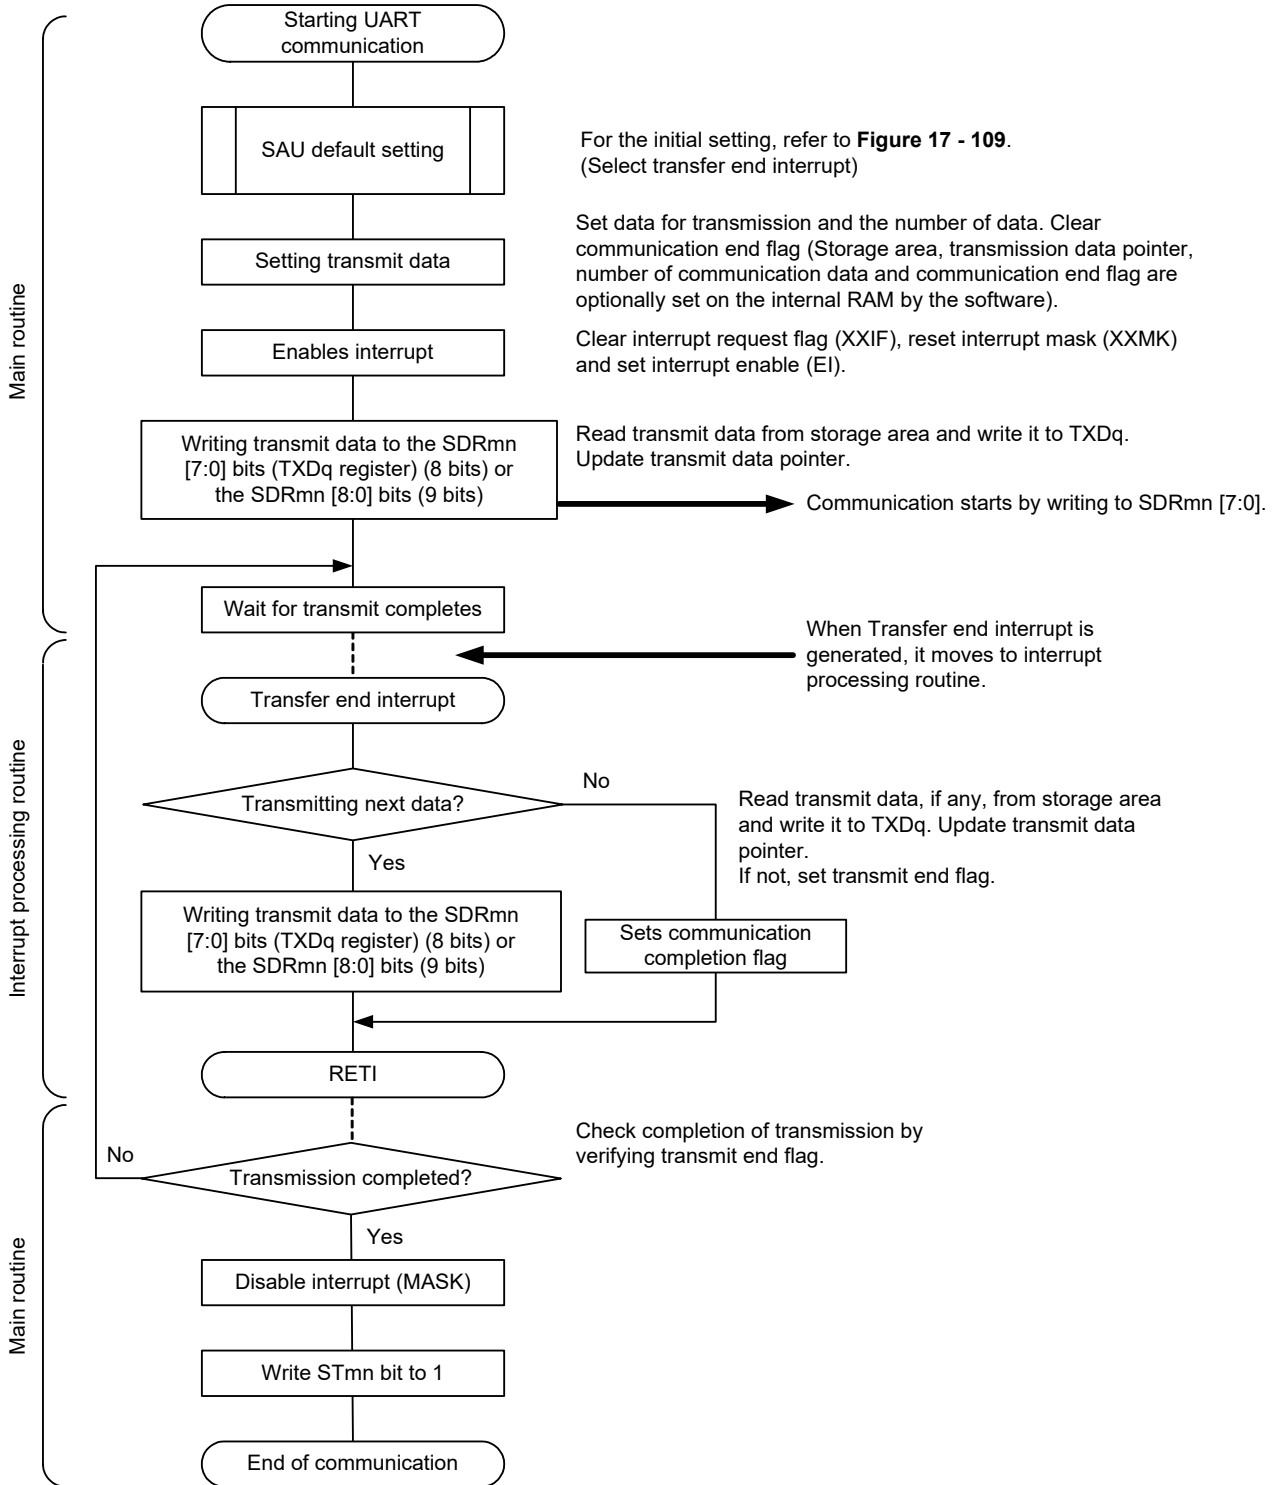 Starting UART
communication
SAU default setting
For the initial setting, refer to Figure 17 - 109.
(Select transfer end interrupt)
Setting transmit data
Set data for transmission and the number of data. Clear
communication end flag (Storage area, transmission data pointer,
number of communication data and communication end flag are
optionally set on the internal RAM by the software).
Enables interrupt
Clear interrupt request flag (XXIF), reset interrupt mask (XXMK)
and set interrupt enable (EI).
Main routine
Writing transmit data to the SDRmn
[7:0] bits (TXDq register) (8 bits) or
the SDRmn [8:0] bits (9 bits)
Read transmit data from storage area and write it to TXDq.
Update transmit data pointer.
Communication starts by writing to SDRmn [7:0].
Wait for transmit completes
When Transfer end interrupt is
generated, it moves to interrupt
processing routine.
Transfer end interrupt
Transmitting next data?
No
Yes
Read transmit data, if any, from storage area
and write it to TXDq. Update transmit data
pointer.
If not, set transmit end flag.
Interrupt processing routine
Writing transmit data to the SDRmn
[7:0] bits (TXDq register) (8 bits) or
the SDRmn [8:0] bits (9 bits)
Sets communication
completion flag
RETI
Check completion of transmission by
verifying transmit end flag.
No
Transmission completed?
Yes
Main routine
Disable interrupt (MASK)
Write STmn bit to 1
End of communication